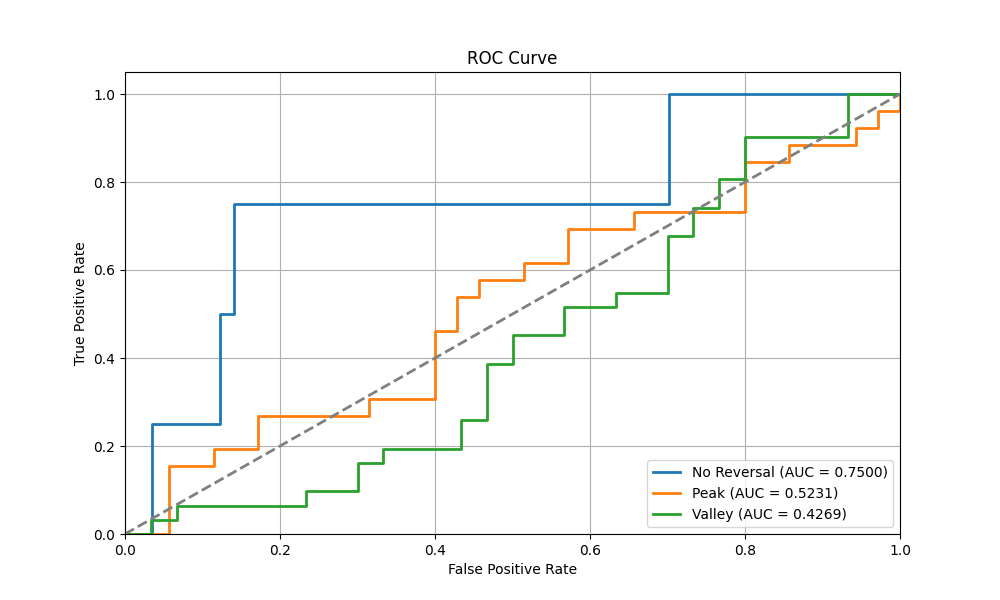 ROC Curve
True Positive Rate
1.0
0.8
0.6
0.4
0.2
0.0
0.0 0.2 0.4 0.6 0.8 1.0
False Positive Rate
No Reversal (AUC = 0.7500)
Peak (AUC = 0.5231)
Valley (AUC = 0.4269)